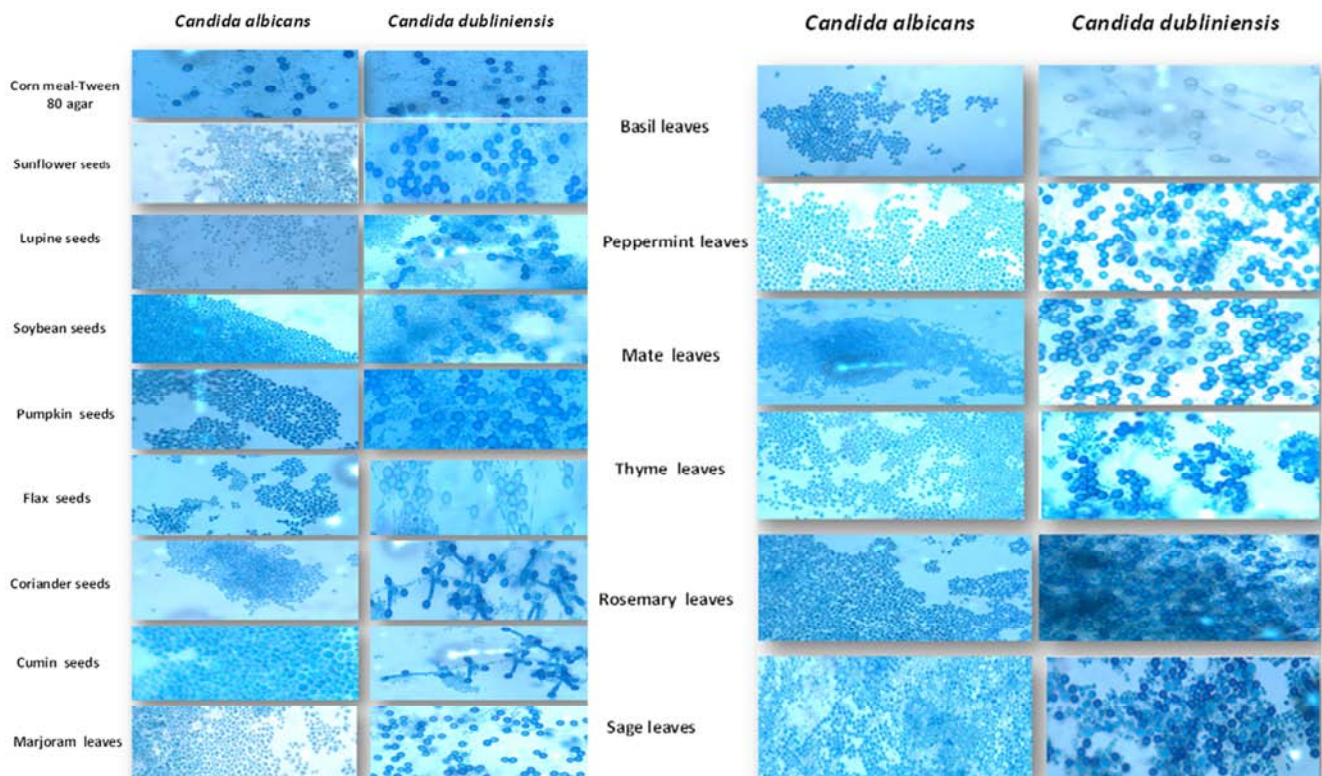 Candida albicans
Candida dubliniensis
Corn meal-Tween
80 agar
Sunflower seeds
Lupine seeds
Soybean seeds
Pumpkin seeds
Flax seeds
Coriander seeds
Cumin seeds
Marjoram leaves
Candida albicans
Candida dubliniensis
Basil leaves
Peppermint leaves
Mate leaves
Thyme leaves
Rosemary leaves
Sage leaves